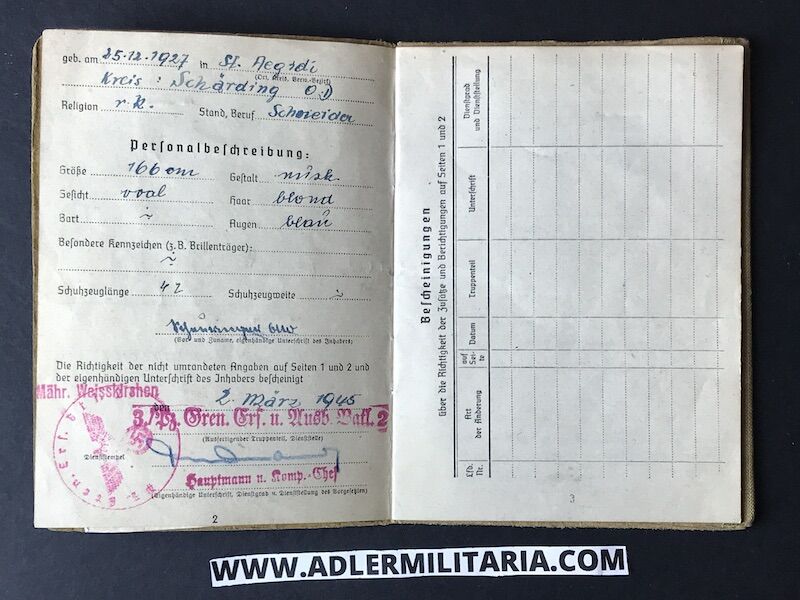 geb. am 25.12.1927 in St. Aegidi
(Ort, Kreis, Verw.-Bezirk)
Kreis: Schärding O.D
Religion r.k. Stand, Beruf Schneider
Personalbeschreibung:
Größe 166 cm Gestalt musk
Gesicht oval Haar blond
Bart ~ Augen blau
Besondere Kennzeichen (z.B. Brillenträger):
~
Schuhzeuglänge 42 Schuhzeugweite ~
(Vor- und Zuname, eigenhändige Unterschrift des Inhabers)
Die Richtigkeit der nicht umrandeten Angaben auf Seiten 1 und 2 und
der eigenhändigen Unterschrift des Inhabers bescheinigt
Mähr. Weisskirchen
den 2. März 1945
3./Pz. Gren. Ers. u. Ausb. Batl. 2
(Ausfertigender Truppenteil, Dienststelle)
Dienststempel
Hauptmann u. Komp.-Chef
(Eigenhändige Unterschrift, Dienstgrad u. Dienststellung des Vorgesetzten)
2
Bescheinigungen
über die Richtigkeit der Zusätze und Berichtigungen auf Seiten 1 und 2
Lfd. Nr.
Art der Änderung
auf Seite
Datum
Truppenteil
Unterschrift
Dienstgrad und Dienststellung
3
WWW.ADLERMILITARIA.COM